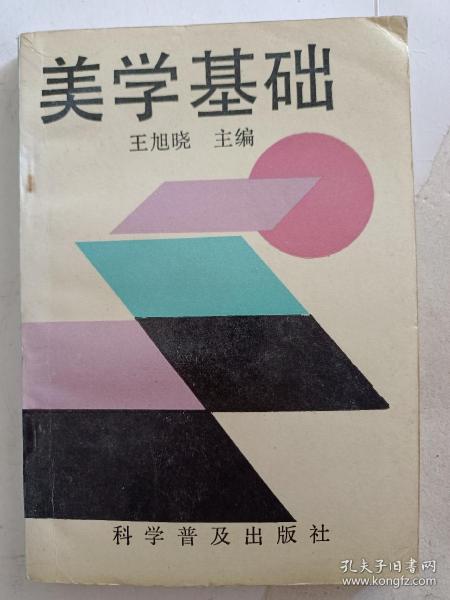 美学基础
王旭晓 主编
科学普及出版社
孔夫子旧书网
www.kongfz.com